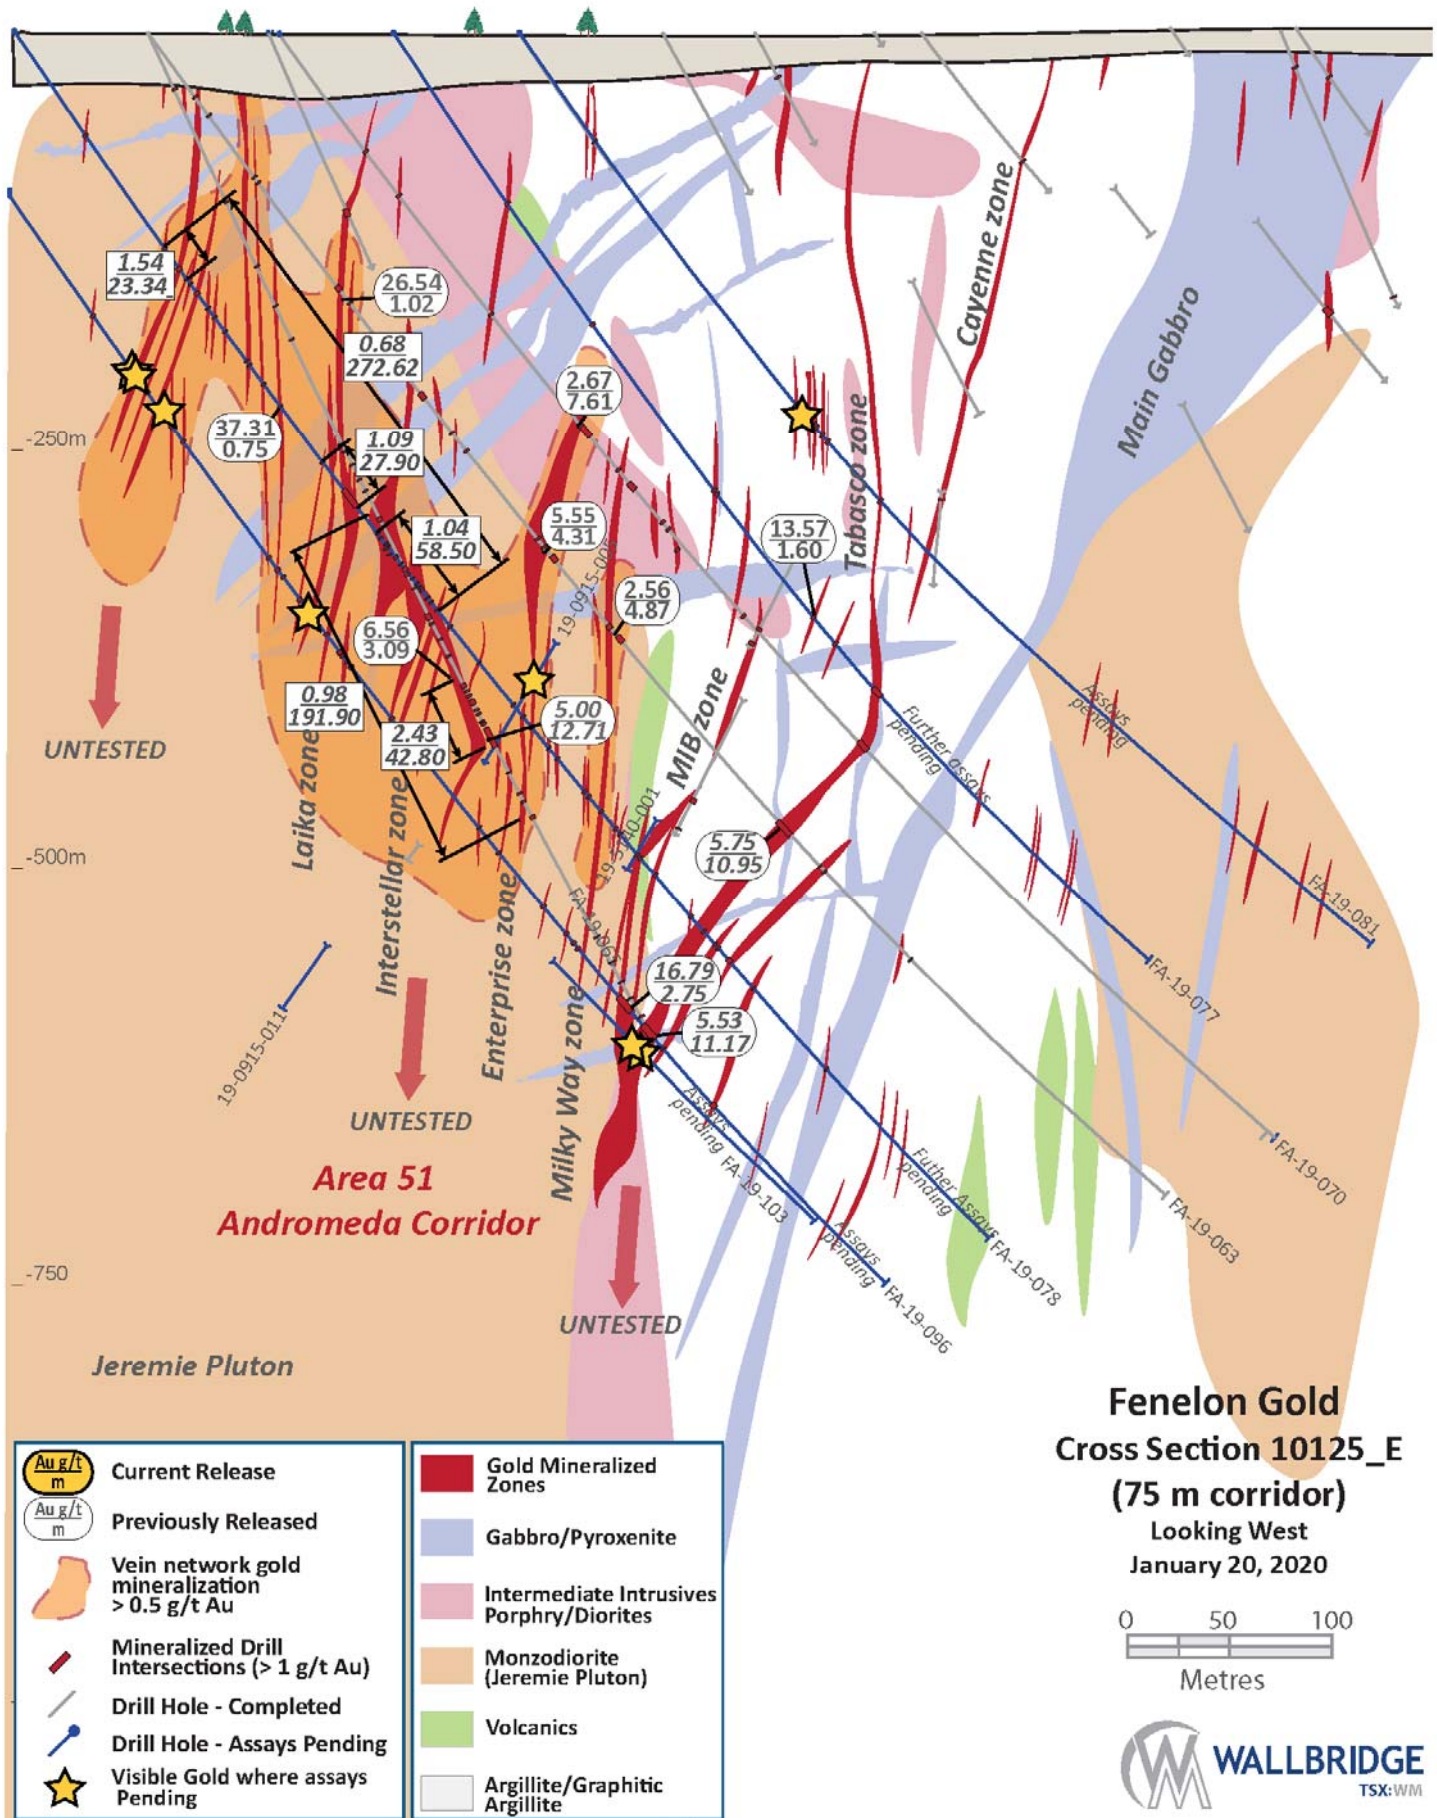 1.54
23.34
26.54
1.02
0.68
272.62
Cayenne zone
Main Gabbro
2.67
7.61
37.31
0.75
-250m
1.09
27.90
Tabasco zone
5.55
4.31
1.04
58.50
13.57
1.60
19-0915-005
2.56
4.87
6.56
3.09
0.98
191.90
5.00
12.71
2.43
42.80
MIB zone
Assays
pending
Further assays
pending
UNTESTED
Laika zone
Interstellar zone
5.75
10.95
-500m
Enterprise zone
FA-19-081
16.79
2.75
FA-19-077
5.53
11.17
19-0915-011
Milky Way zone
UNTESTED
Assays
pending
FA-19-103
Futher Assays
pending
FA-19-070
FA-19-063
Area 51
Andromeda Corridor
Assays
pending
FA-19-078
-750
FA-19-096
UNTESTED
Jeremie Pluton
Fenelon Gold
Cross Section 10125_E
(75 m corridor)
Looking West
January 20, 2020
0 50 100
Metres
WALLBRIDGE
TSX:WM
Au g/t
m
Current Release
Au g/t
m
Previously Released
Vein network gold
mineralization
> 0.5 g/t Au
Mineralized Drill
Intersections (> 1 g/t Au)
Drill Hole - Completed
Drill Hole - Assays Pending
Visible Gold where assays
Pending
Gold Mineralized
Zones
Gabbro/Pyroxenite
Intermediate Intrusives
Porphry/Diorites
Monzodiorite
(Jeremie Pluton)
Volcanics
Argillite/Graphitic
Argillite